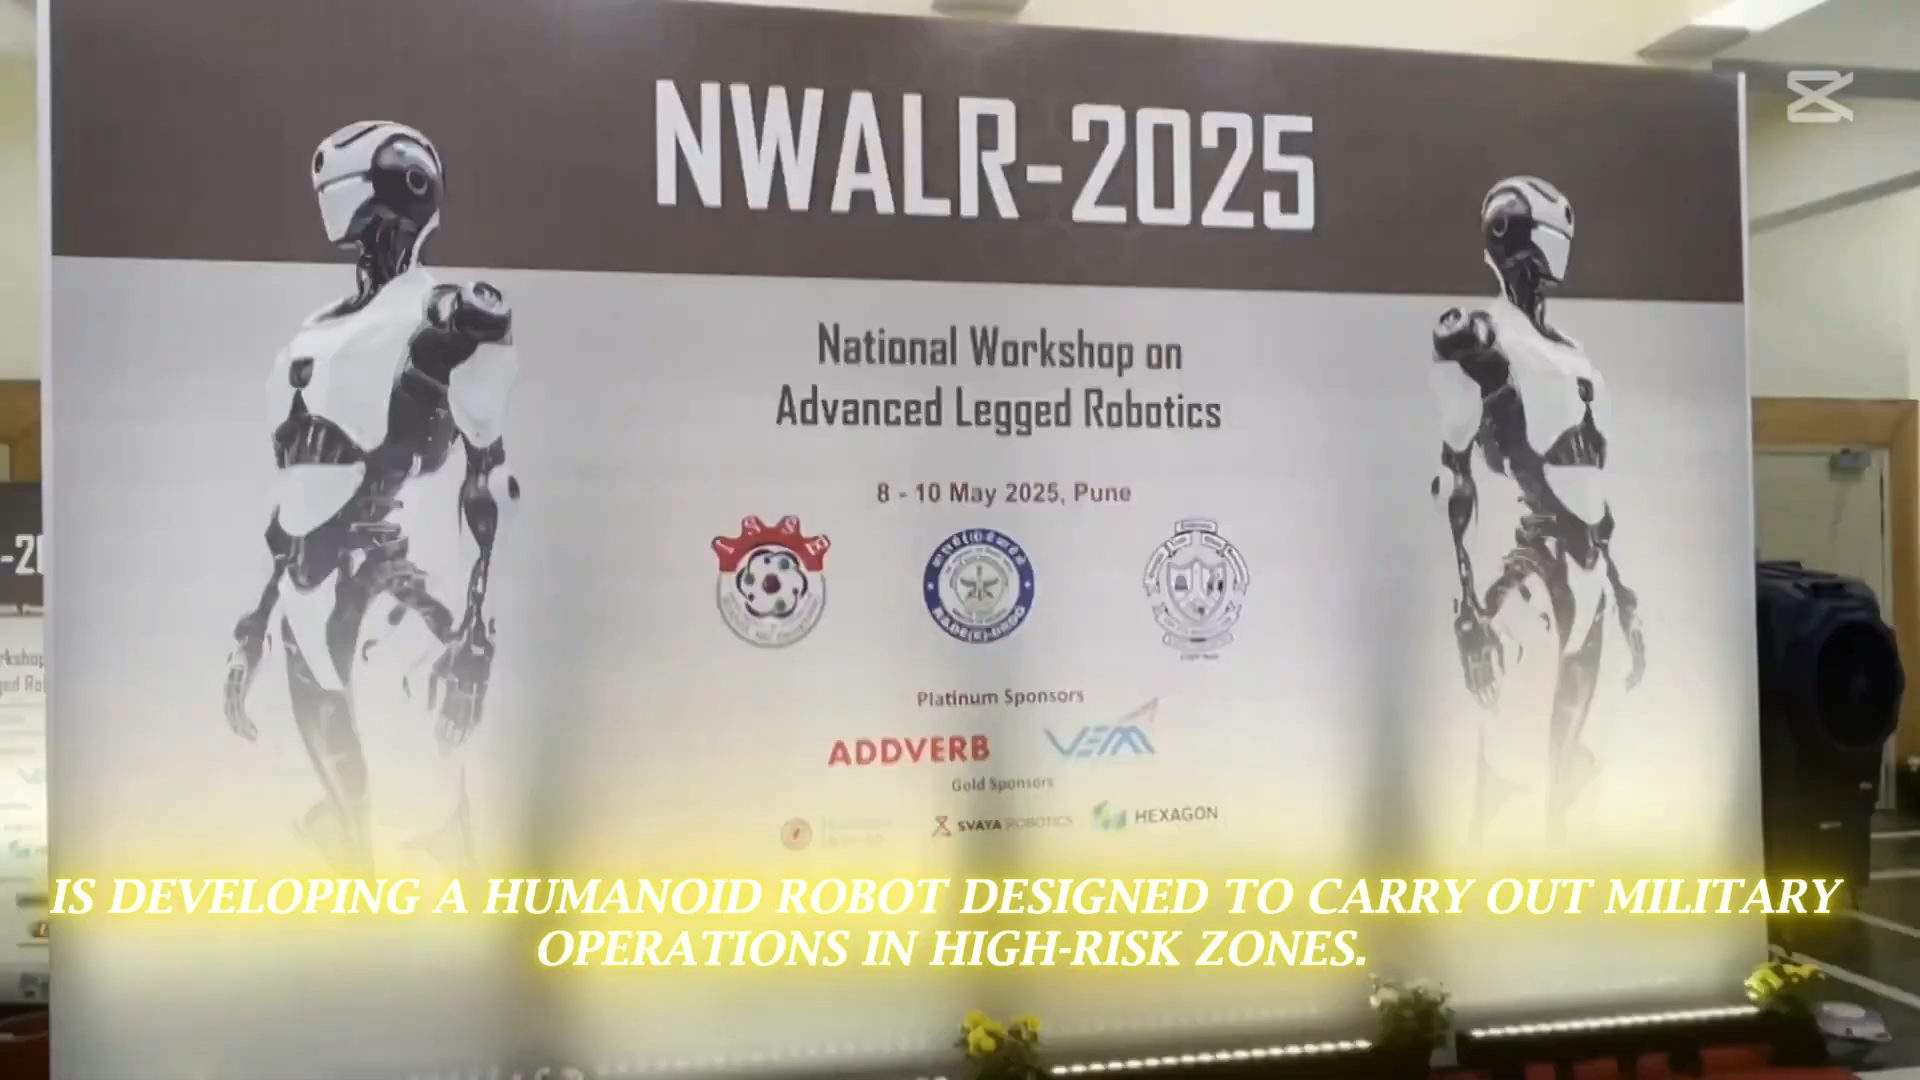 NWALR-2025
National Workshop on
Advanced Legged Robotics
8 - 10 May 2025, Pune
Platinum Sponsors
ADDVERB VEM
Gold Sponsors
SVAYA ROBOTICS HEXAGON
IS DEVELOPING A HUMANOID ROBOT DESIGNED TO CARRY OUT MILITARY
OPERATIONS IN HIGH-RISK ZONES.